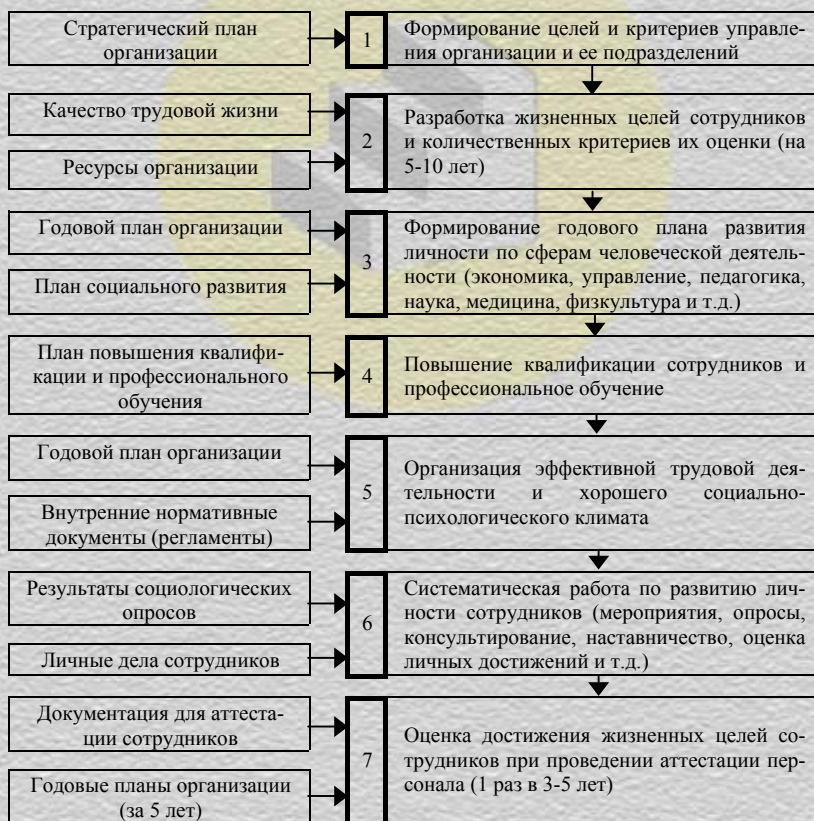 Стратегический план
организации
1
Формирование целей и критериев управле-
ния организации и ее подразделений
Качество трудовой жизни
Ресурсы организации
2
Разработка жизненных целей сотрудников
и количественных критериев их оценки (на
5-10 лет)
Годовой план организации
План социального развития
3
Формирование годового плана развития
личности по сферам человеческой деятель-
ности (экономика, управление, педагогика,
наука, медицина, физкультура и т.д.)
План повышения квалифи-
кации и профессионального
обучения
4
Повышение квалификации сотрудников и
профессиональное обучение
Годовой план организации
Внутренние нормативные
документы (регламенты)
5
Организация эффективной трудовой дея-
тельности и хорошего социально-
психологического климата
Результаты социологических
опросов
Личные дела сотрудников
6
Систематическая работа по развитию лич-
ности сотрудников (мероприятия, опросы,
консультирование, наставничество, оценка
личных достижений и т.д.)
Документация для аттеста-
ции сотрудников
Годовые планы организации
(за 5 лет)
7
Оценка достижения жизненных целей со-
трудников при проведении аттестации пер-
сонала (1 раз в 3-5 лет)